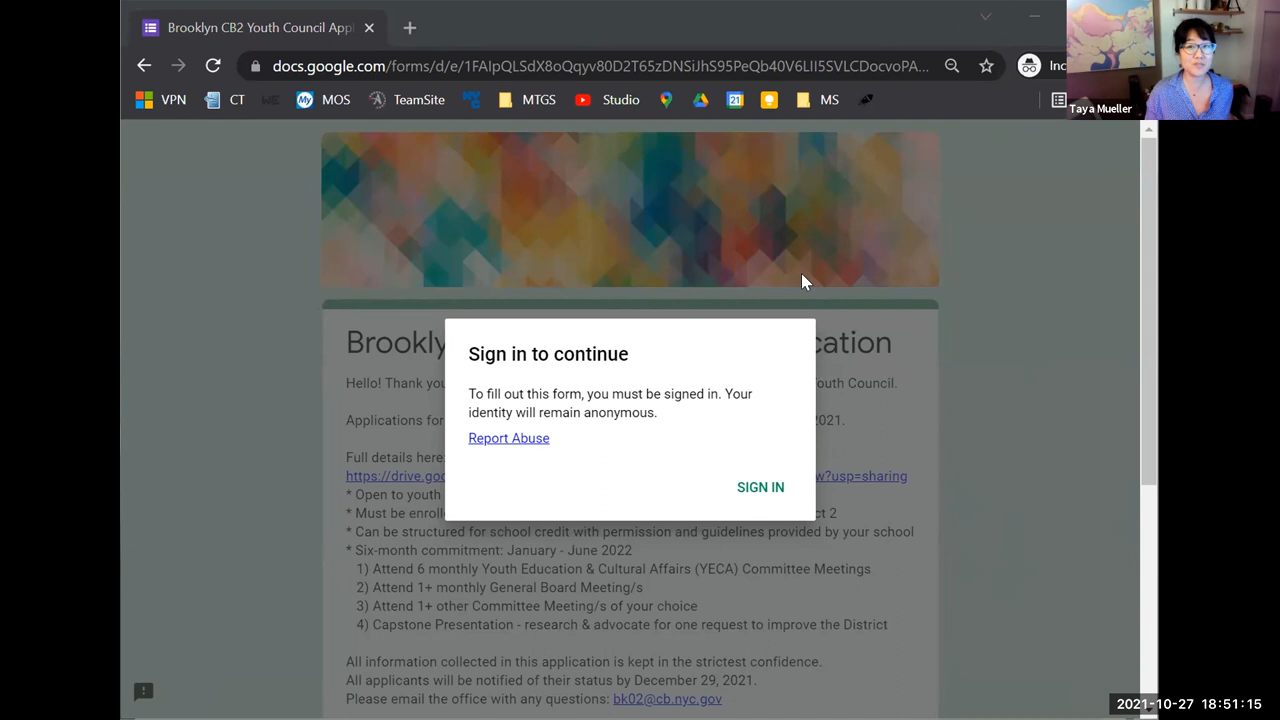 Brooklyn CB2 Youth Council Appl
docs.google.com/forms/d/e/1FAIpQLSdX8oQqyv80D2T65zDNSiJhS95PeQb40V6LlI5SVLCDocvoPA...
Inc
VPN CT WE My MOS TeamSite MTGS Studio 21 MS
Taya Mueller
Brookly cation
Hello! Thank you outh Council.
Applications for 021.
Full details here:
https://drive.goo w?usp=sharing
* Open to youth
* Must be enroll ct 2
* Can be structured for school credit with permission and guidelines provided by your school
* Six-month commitment: January - June 2022
1) Attend 6 monthly Youth Education & Cultural Affairs (YECA) Committee Meetings
2) Attend 1+ monthly General Board Meeting/s
3) Attend 1+ other Committee Meeting/s of your choice
4) Capstone Presentation - research & advocate for one request to improve the District
All information collected in this application is kept in the strictest confidence.
All applicants will be notified of their status by December 29, 2021.
Please email the office with any questions: bk02@cb.nyc.gov
Sign in to continue
To fill out this form, you must be signed in. Your
identity will remain anonymous.
Report Abuse
SIGN IN
2021-10-27 18:51:15